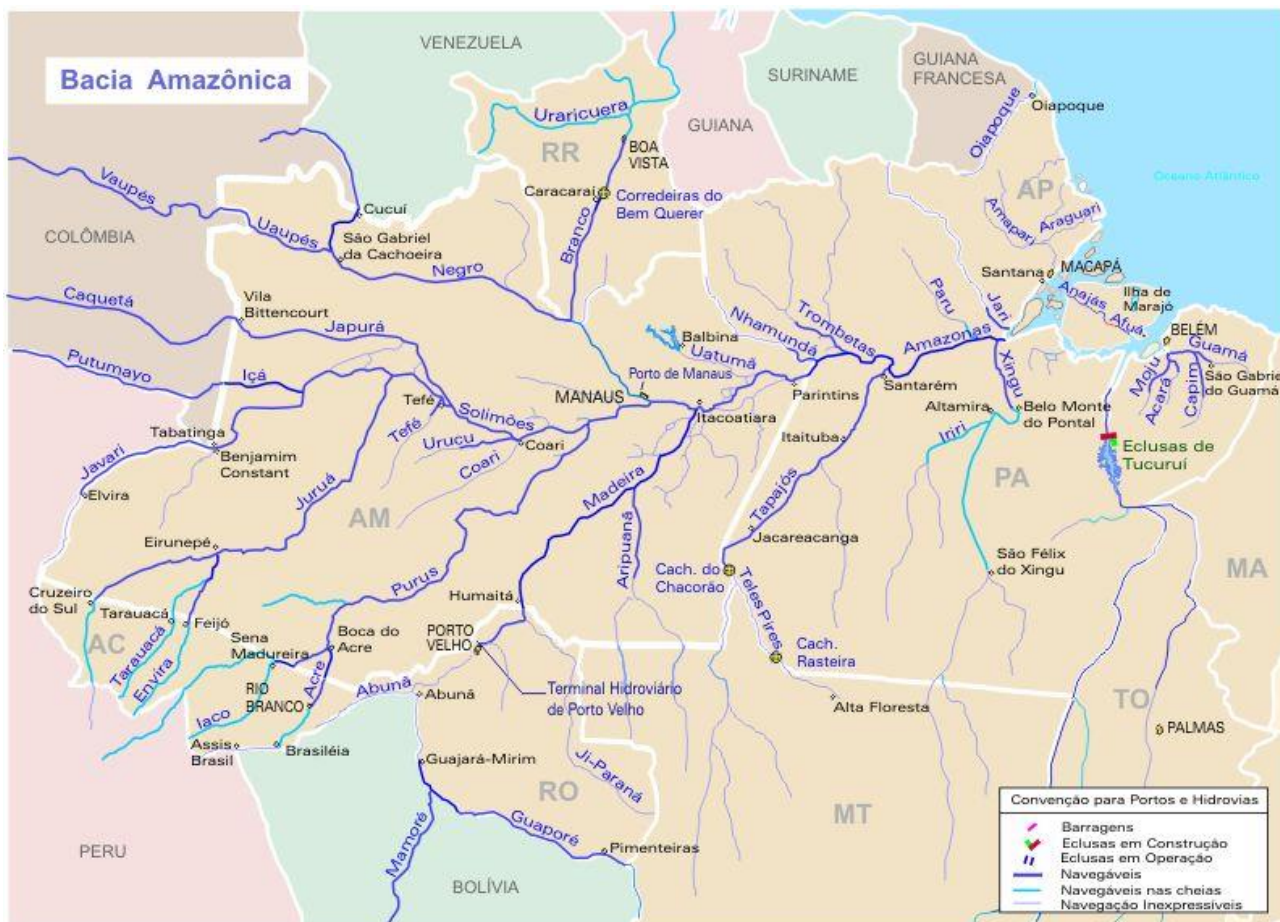 Bacia Amazônica
VENEZUELA
SURINAME
GUIANA
FRANCESA
GUIANA
COLÔMBIA
PERU
BOLÍVIA
Oceano Atlântico
Uraricuera
RR
BOA
VISTA
Caracaraí
Corredeiras do
Bem Querer
Branco
Oiapoque
Oiapoque
AP
Amapari
Araguari
Santana
MACAPÁ
Anajás
Afuá
Ilha de
Marajó
BELÉM
Guamá
Moju
Acará
Capim
São Gabriel
do Guamá
Vaupés
Cucuí
Uaupés
São Gabriel
da Cachoeira
Negro
Caquetá
Vila
Bittencourt
Japurá
Putumayo
Içá
Tefé
Tefé
Solimões
Urucu
Coari
Coari
Balbina
Uatumã
Porto de Manaus
MANAUS
Itacoatiara
Nhamundá
Trombetas
Parintins
Paru
Jari
Amazonas
Xingu
Santarém
Altamira
Belo Monte
do Pontal
Iriri
Itaituba
Tapajós
Jacareacanga
PA
Eclusas de
Tucuruí
São Félix
do Xingu
MA
Tabatinga
Benjamim
Constant
Javari
Elvira
Juruá
AM
Eirunepé
Madeira
Aripuanã
Purus
Humaitá
Cach. do
Chacorão
Teles Pires
Cach.
Rasteira
Alta Floresta
Cruzeiro
do Sul
AC
Tarauacá
Feijó
Tarauacá
Envira
Sena
Madureira
Boca do
Acre
Acre
RIO
BRANCO
Iaco
Assis
Brasil
Brasiléia
PORTO
VELHO
Abunã
Abunã
Terminal Hidroviário
de Porto Velho
Guajará-Mirim
Ji-Paraná
RO
Mamoré
Guaporé
Pimenteiras
MT
TO
PALMAS
Convenção para Portos e Hidrovias
Barragens
Eclusas em Construção
Eclusas em Operação
Navegáveis
Navegáveis nas cheias
Navegação Inexpressíveis